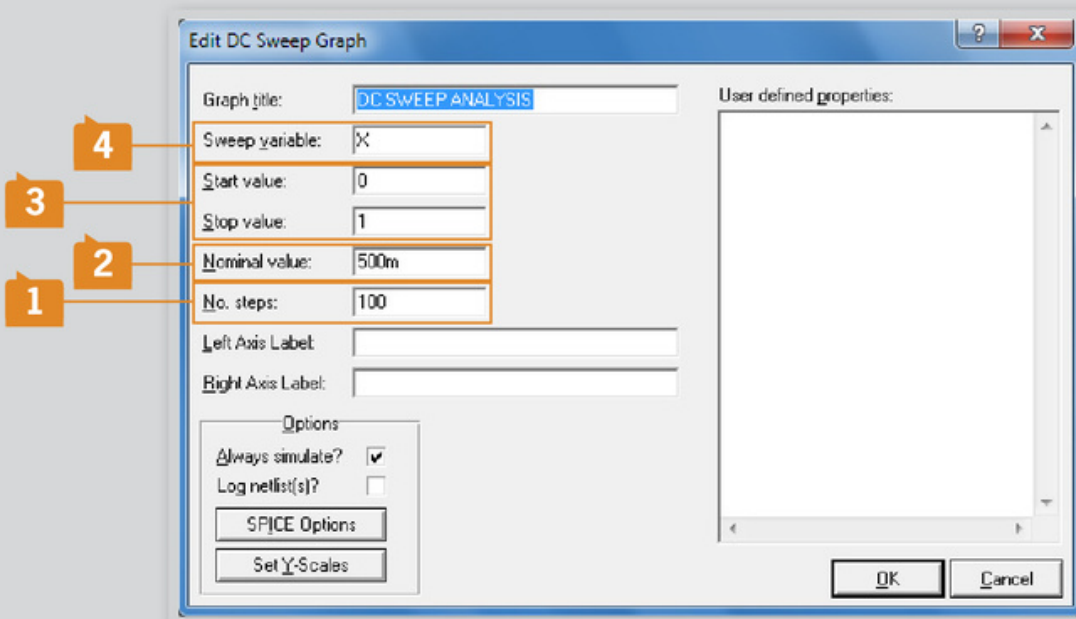 Edit DC Sweep Graph
?
X
Graph title:
DC SWEEP ANALYSIS
User defined properties:
4
Sweep variable:
X
3
Start value:
0
Stop value:
1
2
Nominal value:
500m
1
No. steps:
100
Left Axis Label:
Right Axis Label:
Options
Always simulate?
Log netlist(s)?
SPICE Options
Set Y-Scales
OK
Cancel